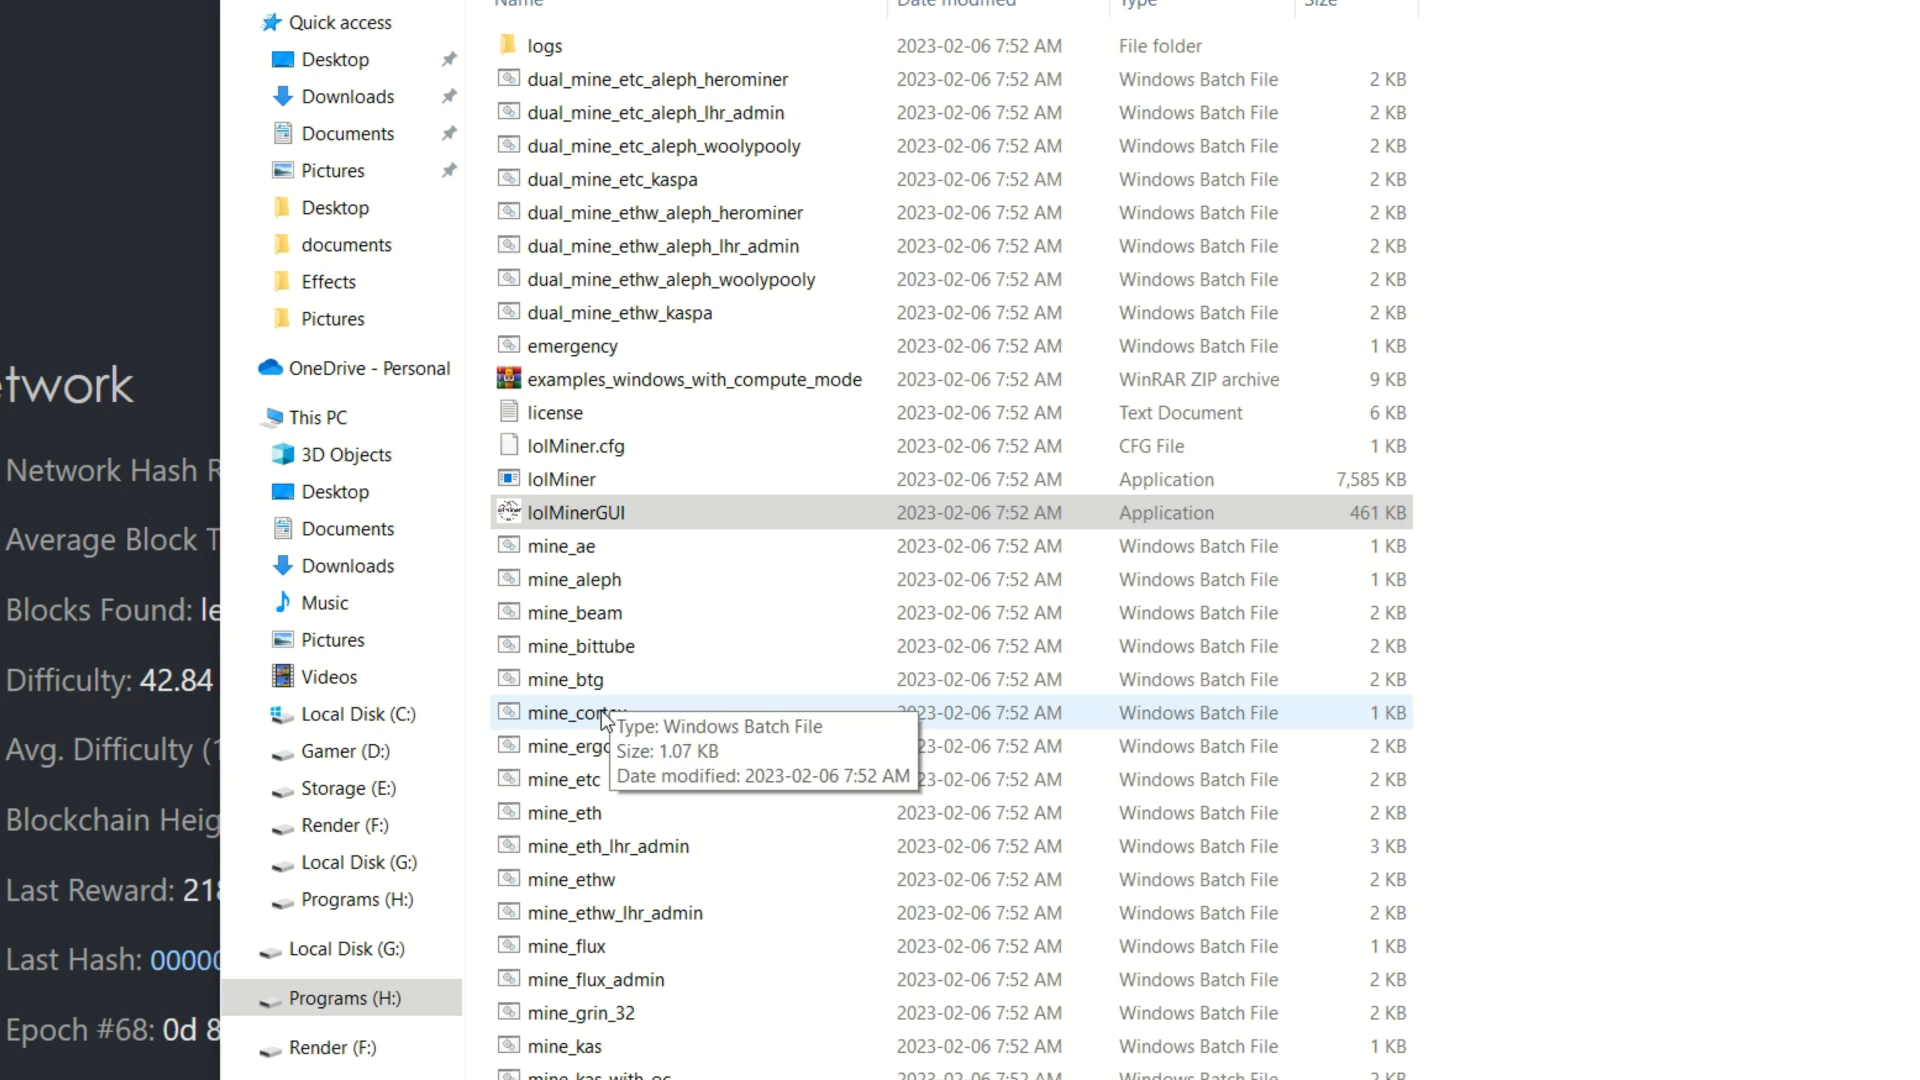 Name Date modified Type Size
Quick access
Desktop
Downloads
Documents
Pictures
Desktop
documents
Effects
Pictures
OneDrive - Personal
This PC
3D Objects
Desktop
Documents
Downloads
Music
Pictures
Videos
Local Disk (C:)
Gamer (D:)
Storage (E:)
Render (F:)
Local Disk (G:)
Programs (H:)
Local Disk (G:)
Programs (H:)
Render (F:)
logs 2023-02-06 7:52 AM File folder
dual_mine_etc_aleph_herominer 2023-02-06 7:52 AM Windows Batch File 2 KB
dual_mine_etc_aleph_lhr_admin 2023-02-06 7:52 AM Windows Batch File 2 KB
dual_mine_etc_aleph_woolypooly 2023-02-06 7:52 AM Windows Batch File 2 KB
dual_mine_etc_kaspa 2023-02-06 7:52 AM Windows Batch File 2 KB
dual_mine_ethw_aleph_herominer 2023-02-06 7:52 AM Windows Batch File 2 KB
dual_mine_ethw_aleph_lhr_admin 2023-02-06 7:52 AM Windows Batch File 2 KB
dual_mine_ethw_aleph_woolypooly 2023-02-06 7:52 AM Windows Batch File 2 KB
dual_mine_ethw_kaspa 2023-02-06 7:52 AM Windows Batch File 2 KB
emergency 2023-02-06 7:52 AM Windows Batch File 1 KB
examples_windows_with_compute_mode 2023-02-06 7:52 AM WinRAR ZIP archive 9 KB
license 2023-02-06 7:52 AM Text Document 6 KB
lolMiner.cfg 2023-02-06 7:52 AM CFG File 1 KB
lolMiner 2023-02-06 7:52 AM Application 7,585 KB
lolMinerGUI 2023-02-06 7:52 AM Application 461 KB
mine_ae 2023-02-06 7:52 AM Windows Batch File 1 KB
mine_aleph 2023-02-06 7:52 AM Windows Batch File 1 KB
mine_beam 2023-02-06 7:52 AM Windows Batch File 2 KB
mine_bittube 2023-02-06 7:52 AM Windows Batch File 2 KB
mine_btg 2023-02-06 7:52 AM Windows Batch File 2 KB
mine_cortex 23-02-06 7:52 AM Windows Batch File 1 KB
Type: Windows Batch File
Size: 1.07 KB
Date modified: 2023-02-06 7:52 AM
mine_ergo 23-02-06 7:52 AM Windows Batch File 2 KB
mine_etc 23-02-06 7:52 AM Windows Batch File 2 KB
mine_eth 2023-02-06 7:52 AM Windows Batch File 2 KB
mine_eth_lhr_admin 2023-02-06 7:52 AM Windows Batch File 3 KB
mine_ethw 2023-02-06 7:52 AM Windows Batch File 2 KB
mine_ethw_lhr_admin 2023-02-06 7:52 AM Windows Batch File 2 KB
mine_flux 2023-02-06 7:52 AM Windows Batch File 1 KB
mine_flux_admin 2023-02-06 7:52 AM Windows Batch File 2 KB
mine_grin_32 2023-02-06 7:52 AM Windows Batch File 2 KB
mine_kas 2023-02-06 7:52 AM Windows Batch File 1 KB
mine_kas_with_oc 2023-02-06 7:52 AM Windows Batch File 2 KB
etwork
Network Hash R
Average Block T
Blocks Found: le
Difficulty: 42.84
Avg. Difficulty (1
Blockchain Heig
Last Reward: 218
Last Hash: 00000
Epoch #68: 0d 8